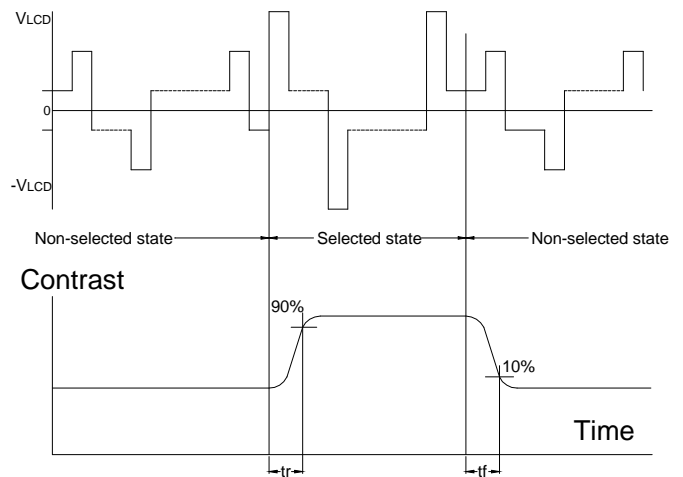 VLCD
0
-VLCD
Non-selected state
Selected state
Non-selected state
Contrast
90%
10%
Time
tr
tf